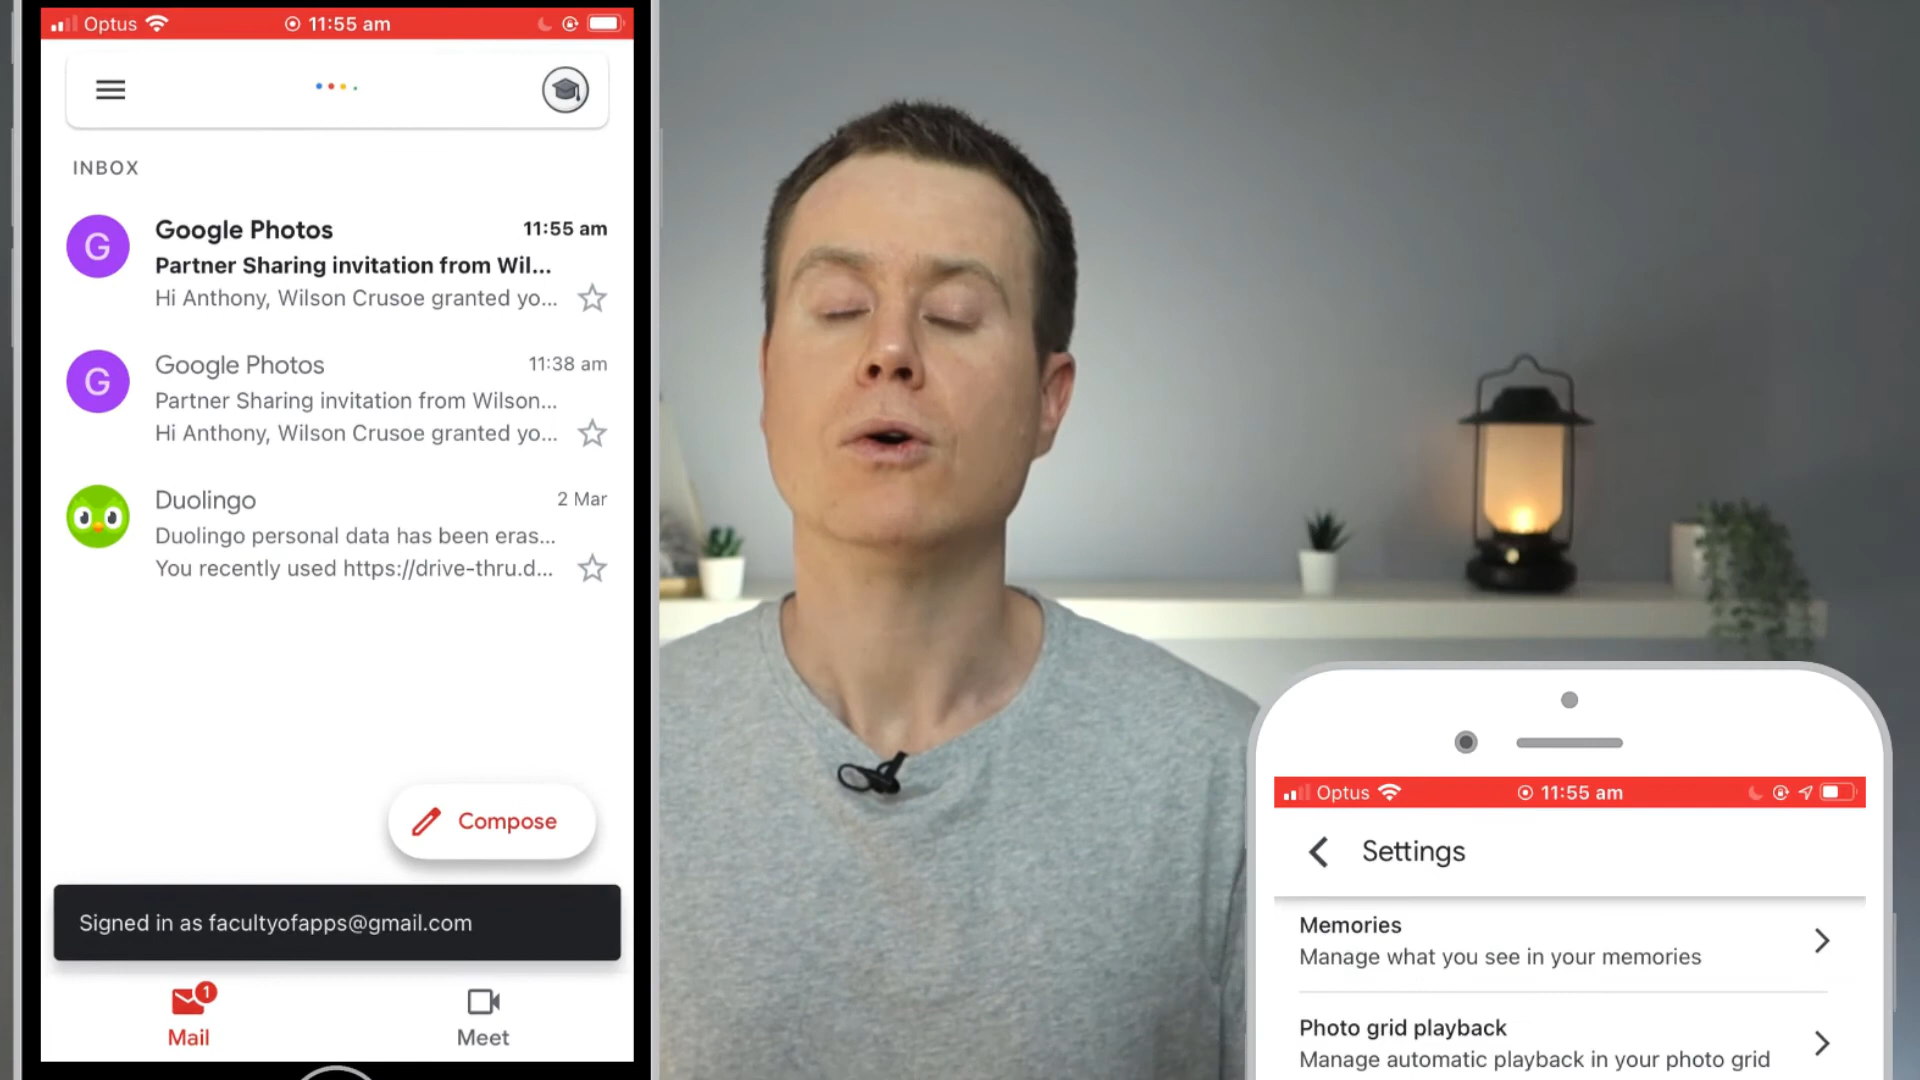 Optus 11:55 am
INBOX
G Google Photos 11:55 am
Partner Sharing invitation from Wil...
Hi Anthony, Wilson Crusoe granted yo...
G Google Photos 11:38 am
Partner Sharing invitation from Wilson...
Hi Anthony, Wilson Crusoe granted yo...
Duolingo 2 Mar
Duolingo personal data has been eras...
You recently used https://drive-thru.d...
Compose
Signed in as facultyofapps@gmail.com
1
Mail Meet
Optus 11:55 am
Settings
Memories
Manage what you see in your memories
Photo grid playback
Manage automatic playback in your photo grid